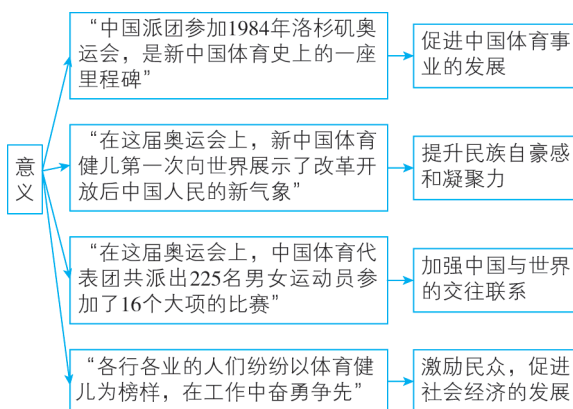 意
义
“中国派团参加1984年洛杉矶奥
运会，是新中国体育史上的一座
里程碑”
促进中国体育事
业的发展
“在这届奥运会上，新中国体育
健儿第一次向世界展示了改革开
放后中国人民的新气象”
提升民族自豪感
和凝聚力
“在这届奥运会上，中国体育代
表团共派出225名男女运动员参
加了16个大项的比赛”
加强中国与世界
的交往联系
“各行各业的人们纷纷以体育健
儿为榜样，在工作中奋勇争先”
激励民众，促进
社会经济的发展